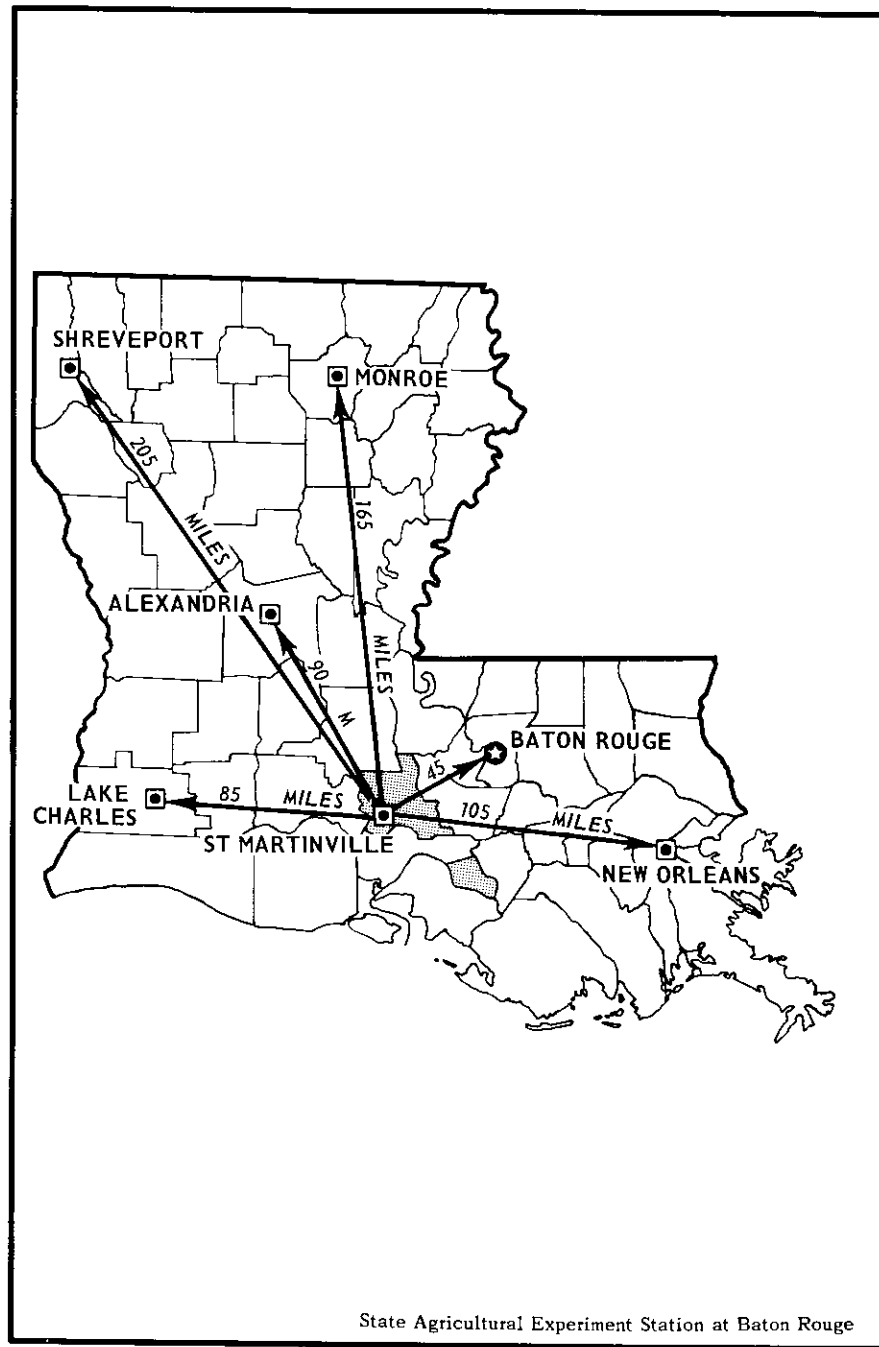 SHREVEPORT
MONROE
205
MILES
165
MILES
ALEXANDRIA
90
M
BATON ROUGE
45
LAKE
CHARLES
85
MILES
105
MILES
ST MARTINVILLE
NEW ORLEANS
State Agricultural Experiment Station at Baton Rouge